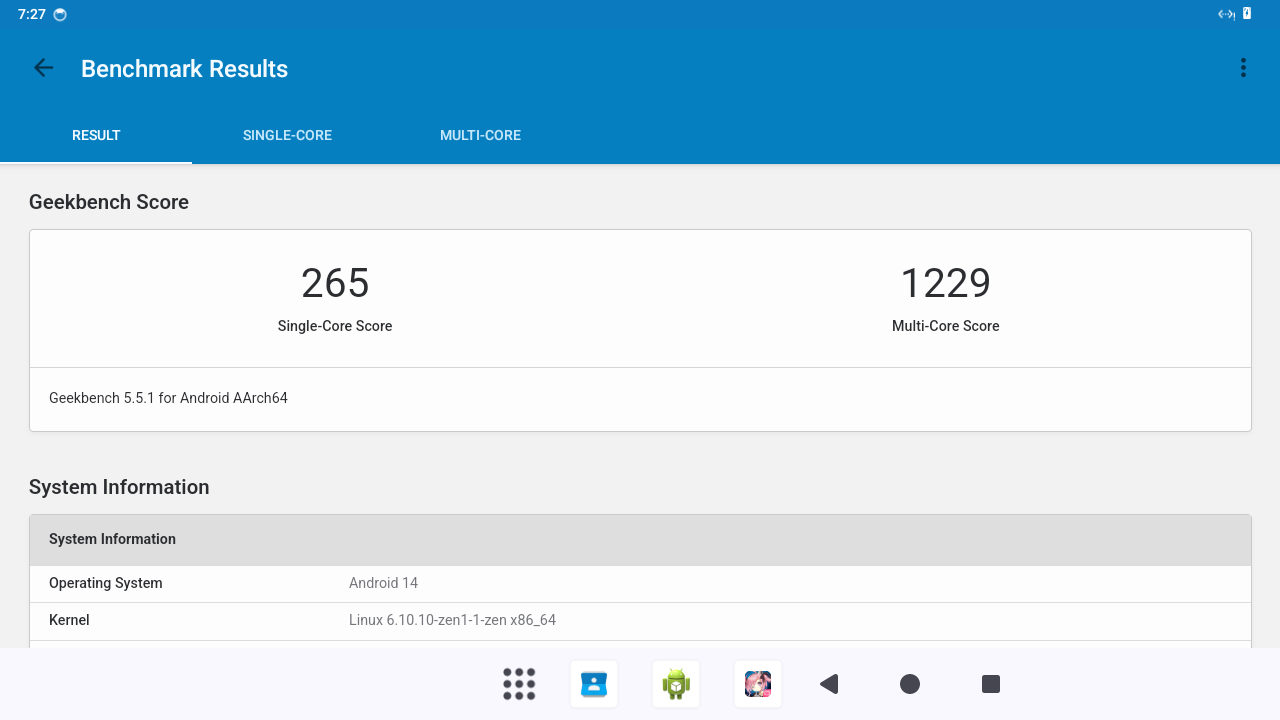 7:27
Benchmark Results
RESULT
SINGLE-CORE
MULTI-CORE
Geekbench Score
265
1229
Single-Core Score
Multi-Core Score
Geekbench 5.5.1 for Android AArch64
System Information
System Information
Operating System
Android 14
Kernel
Linux 6.10.10-zen1-1-zen x86_64